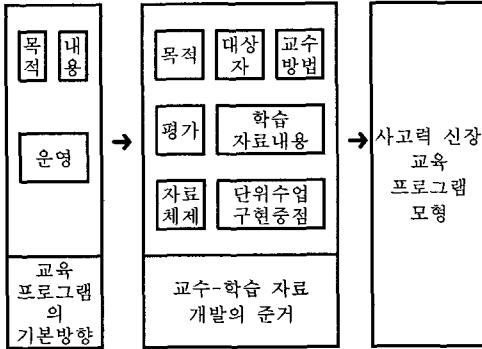 목적
내용
운영
교육
프로그램
의
기본방향
목적
대상자
교수
방법
평가
학습
자료내용
자료
체제
단위수업
구현중점
교수-학습 자료
개발의 준거
사고력 신장
교육
프로그램
모형